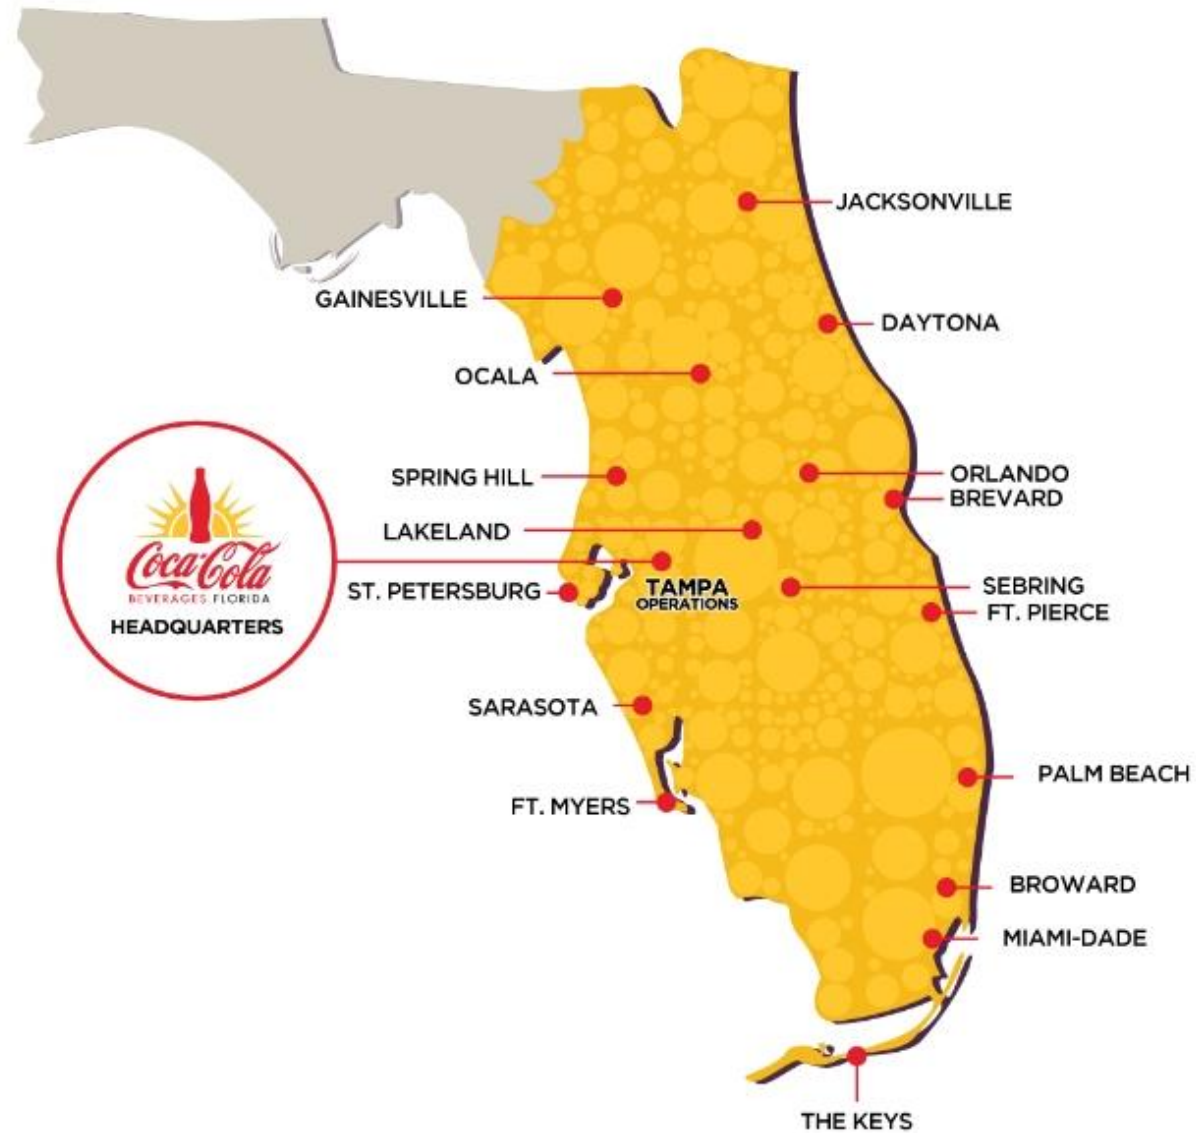 JACKSONVILLE
GAINESVILLE
DAYTONA
OCALA
SPRING HILL
ORLANDO
BREVARD
LAKELAND
Coca-Cola
BEVERAGES FLORIDA
HEADQUARTERS
ST. PETERSBURG
TAMPA
OPERATIONS
SEBRING
FT. PIERCE
SARASOTA
PALM BEACH
FT. MYERS
BROWARD
MIAMI-DADE
THE KEYS